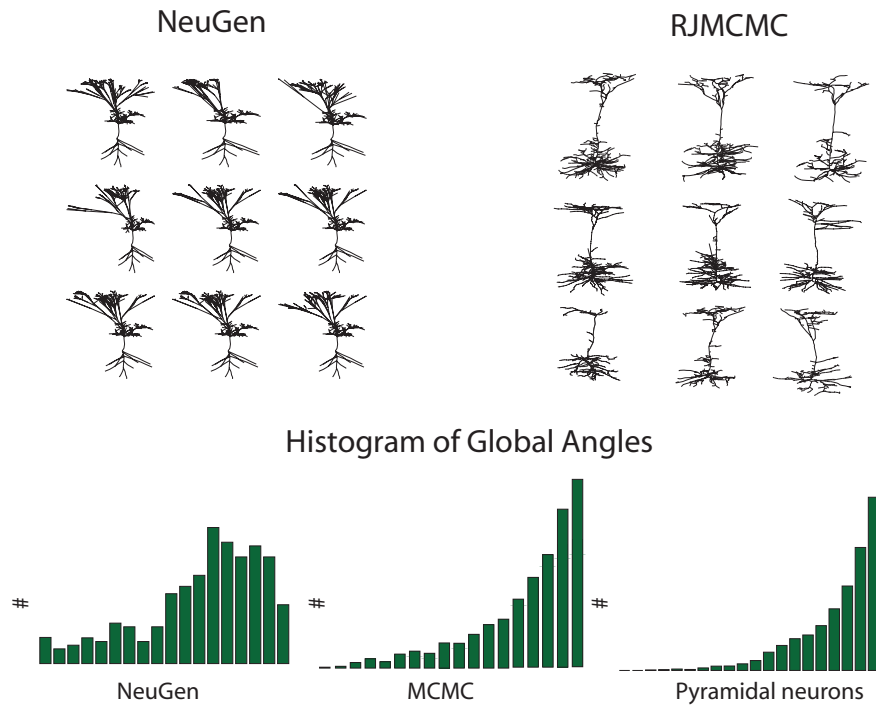 NeuGen
RJMCMC
Histogram of Global Angles
#
#
#
NeuGen
MCMC
Pyramidal neurons